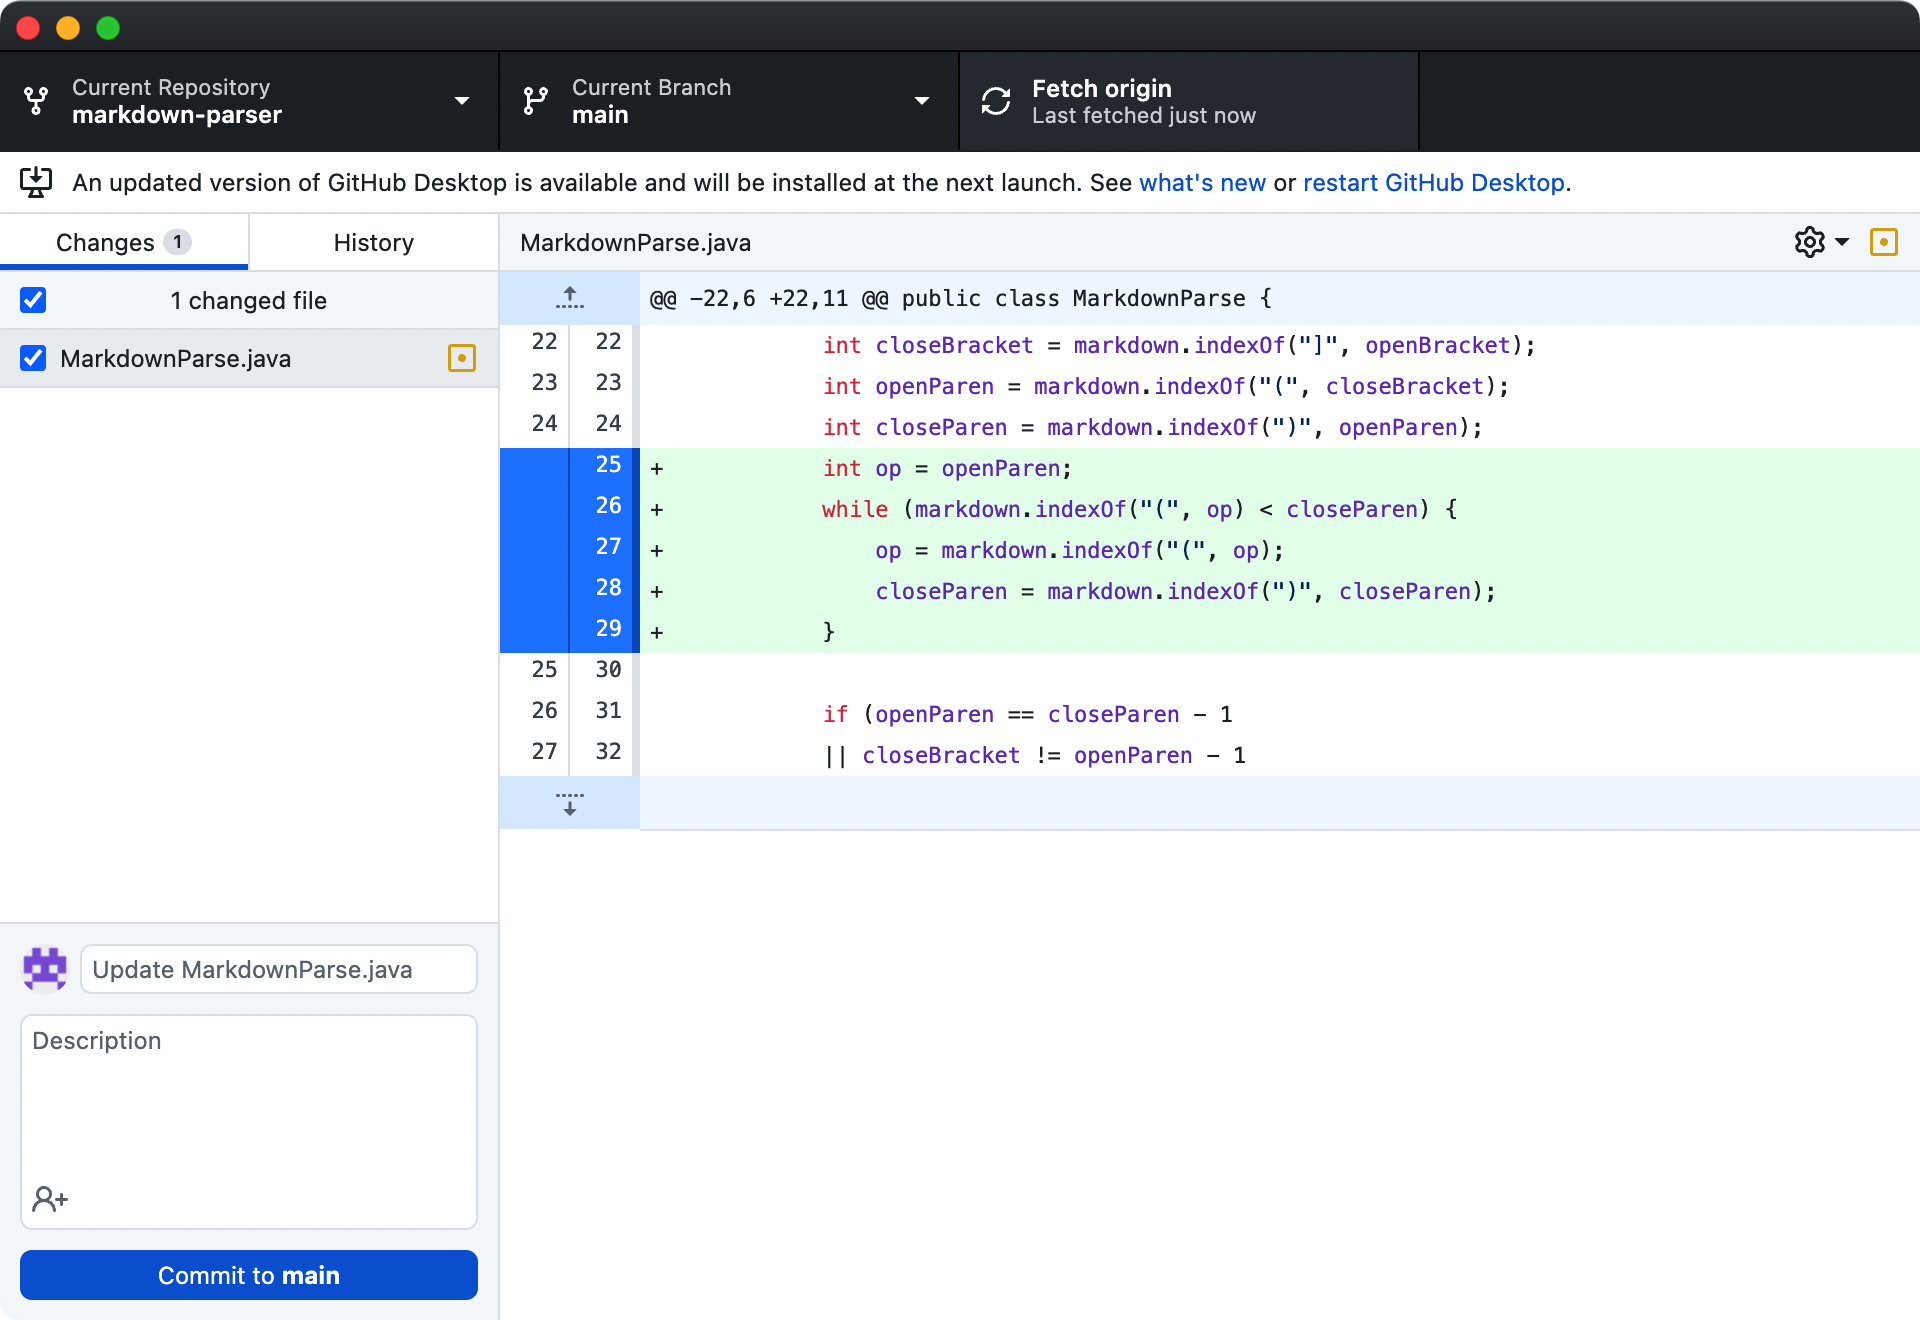 Current Repository
markdown-parser
Current Branch
main
Fetch origin
Last fetched just now
An updated version of GitHub Desktop is available and will be installed at the next launch. See what's new or restart GitHub Desktop.
Changes 1
History
MarkdownParse.java
1 changed file
MarkdownParse.java
@@ -22,6 +22,11 @@ public class MarkdownParse {
22 22 int closeBracket = markdown.indexOf("]", openBracket);
23 23 int openParen = markdown.indexOf("(", closeBracket);
24 24 int closeParen = markdown.indexOf(")", openParen);
25 + int op = openParen;
26 + while (markdown.indexOf("(", op) < closeParen) {
27 + op = markdown.indexOf("(", op);
28 + closeParen = markdown.indexOf(")", closeParen);
29 + }
25 30
26 31 if (openParen == closeParen - 1
27 32 || closeBracket != openParen - 1
Update MarkdownParse.java
Description
Commit to main